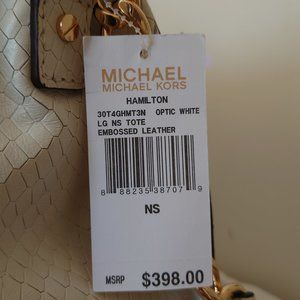 MICHAEL
MICHAEL KORS
HAMILTON
30T4GHMT3N OPTIC WHITE
LG NS TOTE
EMBOSSED LEATHER
8 88235 38707 9
NS
MSRP $398.00